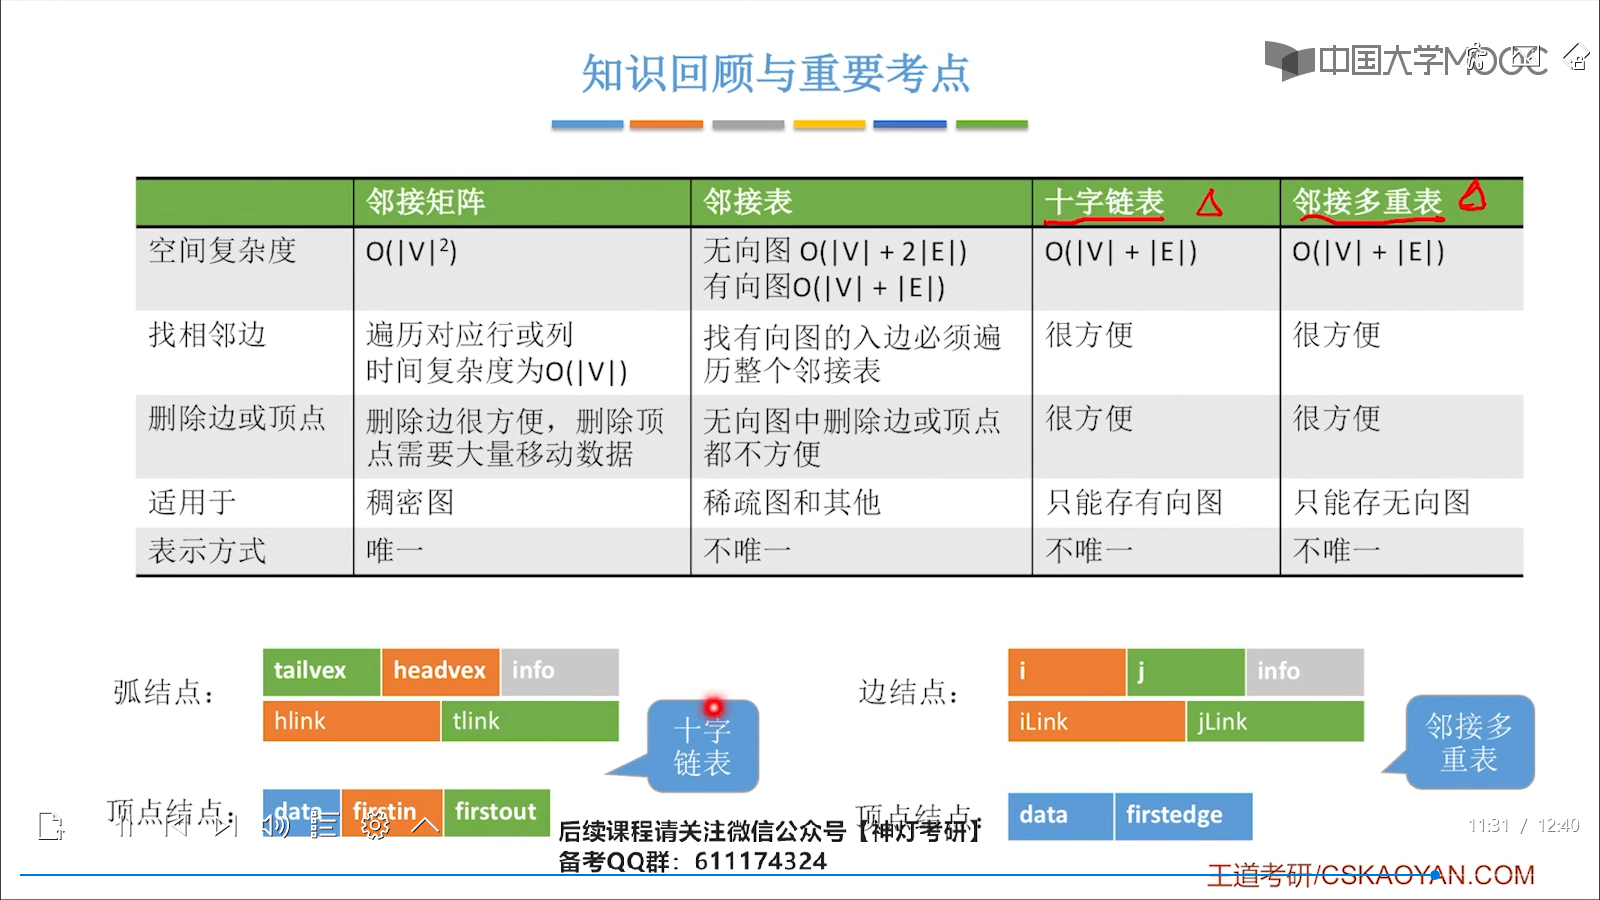 知识回顾与重要考点
中国大学MOOC
邻接矩阵 邻接表 十字链表 邻接多重表
空间复杂度 O(|V|²) 无向图 O(|V| + 2|E|) O(|V| + |E|) O(|V| + |E|)
有向图O(|V| + |E|)
找相邻边 遍历对应行或列 找有向图的入边必须遍 很方便 很方便
时间复杂度为O(|V|) 历整个邻接表
删除边或顶点 删除边很方便，删除顶 无向图中删除边或顶点 很方便 很方便
点需要大量移动数据 都不方便
适用于 稠密图 稀疏图和其他 只能存有向图 只能存无向图
表示方式 唯一 不唯一 不唯一 不唯一
弧结点： tailvex headvex info
hlink tlink
十字
链表
边结点： i j info
iLink jLink
邻接多
重表
顶点结点： data firstin firstout
顶点结点： data firstedge
后续课程请关注微信公众号【神灯考研】
备考QQ群：611174324
11:31 / 12:40
王道考研/CSKAOYAN.COM